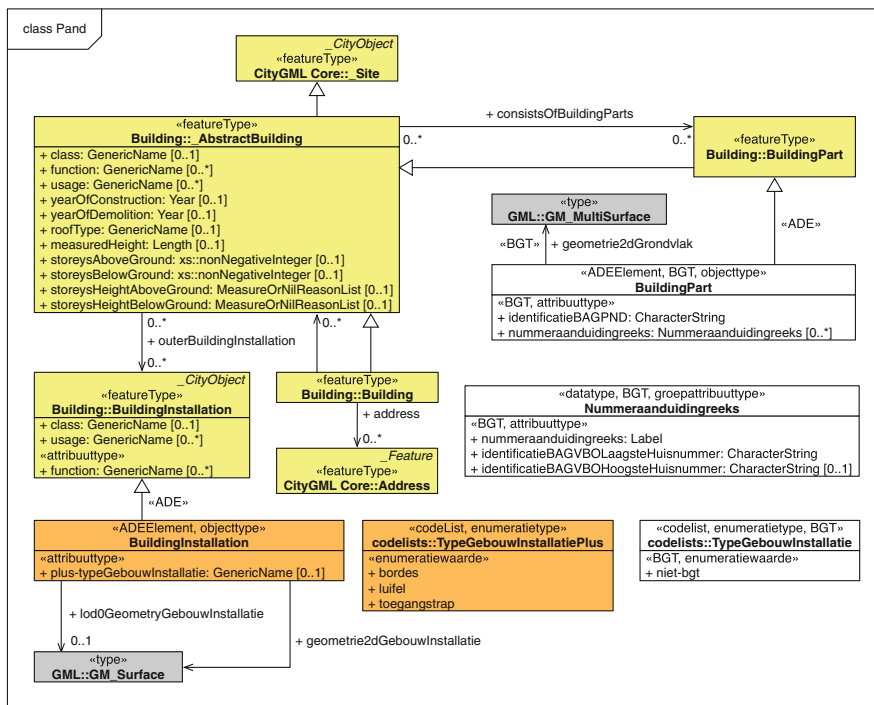 class Pand
_CityObject
«featureType»
CityGML Core::_Site
«featureType»
Building::_AbstractBuilding
+ class: GenericName [0..1]
+ function: GenericName [0..*]
+ usage: GenericName [0..*]
+ yearOfConstruction: Year [0..1]
+ yearOfDemolition: Year [0..1]
+ roofType: GenericName [0..1]
+ measuredHeight: Length [0..1]
+ storeysAboveGround: xs::nonNegativeInteger [0..1]
+ storeysBelowGround: xs::nonNegativeInteger [0..1]
+ storeysHeightAboveGround: MeasureOrNilReasonList [0..1]
+ storeysHeightBelowGround: MeasureOrNilReasonList [0..1]
+ consistsOfBuildingParts
0..*
0..*
«featureType»
Building::BuildingPart
«type»
GML::GM_MultiSurface
«ADE»
«BGT»
+ geometrie2dGrondvlak
«ADEElement, BGT, objecttype»
BuildingPart
«BGT, attribuuttype»
+ identificatieBAGPND: CharacterString
+ nummeraanduidingreeks: Nummeraanduidingreeks [0..*]
0..*
+ outerBuildingInstallation
0..*
0..*
_CityObject
«featureType»
Building::BuildingInstallation
+ class: GenericName [0..1]
+ usage: GenericName [0..*]
«attribuuttype»
+ function: GenericName [0..*]
«featureType»
Building::Building
+ address
0..*
_Feature
«featureType»
CityGML Core::Address
«datatype, BGT, groepattribuuttype»
Nummeraanduidingreeks
«BGT, attribuuttype»
+ nummeraanduidingreeks: Label
+ identificatieBAGVBOLaagsteHuisnummer: CharacterString
+ identificatieBAGVBOHoogsteHuisnummer: CharacterString [0..1]
«ADE»
«ADEElement, objecttype»
BuildingInstallation
«attribuuttype»
+ plus-typeGebouwInstallatie: GenericName [0..1]
«codeList, enumeratietype»
codelists::TypeGebouwInstallatiePlus
«enumeratiewaarde»
+ bordes
+ luifel
+ toegangstrap
«codelist, enumeratietype, BGT»
codelists::TypeGebouwInstallatie
«BGT, enumeratiewaarde»
+ niet-bgt
+ lod0GeometryGebouwInstallatie
0..1
+ geometrie2dGebouwInstallatie
«type»
GML::GM_Surface